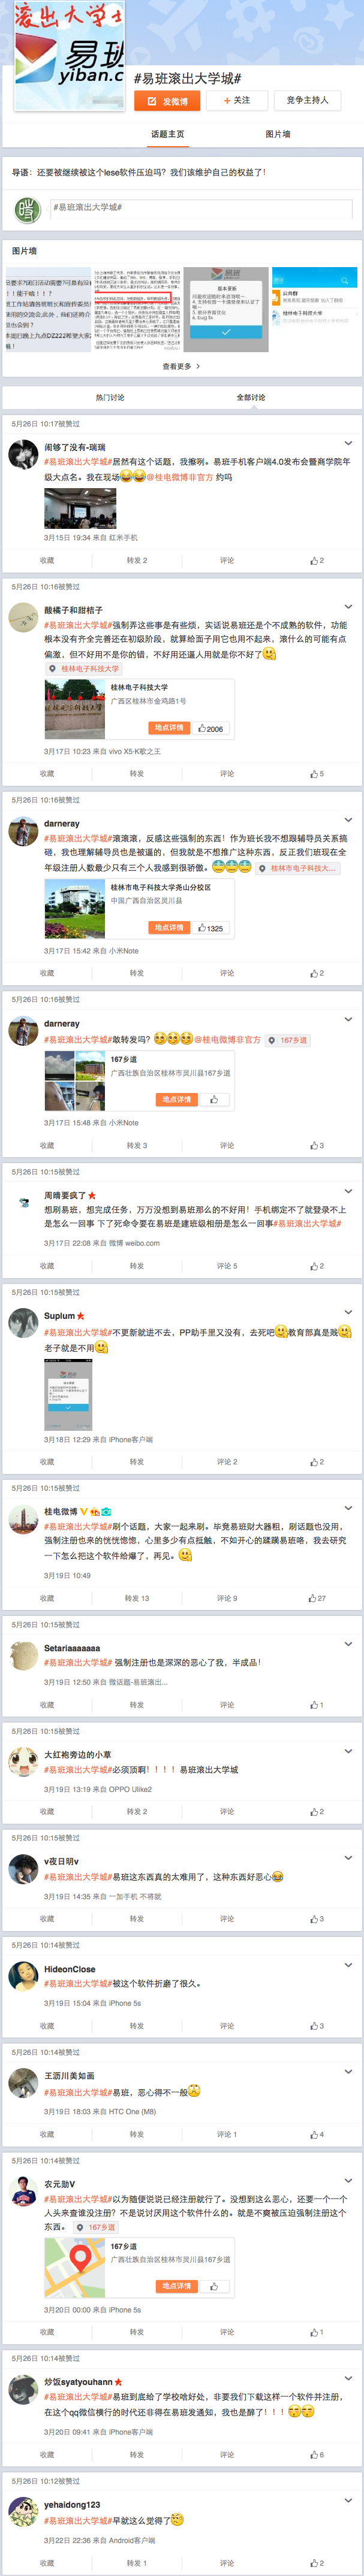 滚出大学城
易班
yiban.c
#易班滚出大学城#
发微博
+ 关注
竞争主持人
话题主页
图片墙
导语：还要被继续被这个lese软件压迫吗？我们该维护自己的权益了！
#易班滚出大学城#
图片墙
易班
版本更新
公共群
桂林电子科技大学
查看更多 >
热门讨论
全部讨论
5月26日 10:17被赞过
闹够了没有-瑞瑞
#易班滚出大学城#居然有这个话题，我擦咧。易班手机客户端4.0发布会暨商学院年
级大点名。我在现场@桂电微博非官方 约吗
3月15日 19:34 来自 红米手机
收藏
转发 2
评论
2
5月26日 10:16被赞过
酸橘子和甜桔子
#易班滚出大学城#强制弄这些事是有些烦，实话说易班还是个不成熟的软件，功能
根本没有开全完善还在初级阶段，就算给面子用它也用不起来，滚什么的可能有点
偏激，但不好用不是你的错，不好用还逼人用就是你不好了
桂林电子科技大学
桂林电子科技大学
广西区桂林市金鸡路1号
地点详情
2006
3月17日 10:23 来自 vivo X5·K歌之王
收藏
转发
评论
5
5月26日 10:16被赞过
darneray
#易班滚出大学城#滚滚滚，反感这些强制的东西！作为班长我不想跟辅导员关系搞
砸，我也理解辅导员也是被逼的，但我就是不想推广这种东西，反正我们班现在全
年级注册人数最少只有三个人我感到很骄傲。
桂林市电子科技大...
桂林市电子科技大学尧山分校区
中国广西自治区灵川县
地点详情
1325
3月17日 15:42 来自 小米Note
收藏
转发
评论
2
5月26日 10:16被赞过
darneray
#易班滚出大学城#敢转发吗？@桂电微博非官方
167乡道
167乡道
广西壮族自治区桂林市灵川县167乡道
地点详情
3月17日 15:48 来自 小米Note
收藏
转发 3
评论
3
5月26日 10:15被赞过
周晴要疯了
想刷易班，想完成任务，万万没想到易班那么的不好用！手机绑定不了就登录不上
是怎么一回事 下了死命令要在易班是建班级相册是怎么一回事#易班滚出大学城#
3月17日 22:08 来自 微博 weibo.com
收藏
转发
评论 5
2
5月26日 10:15被赞过
Supium
#易班滚出大学城#不更新就进不去，PP助手里又没有，去死吧教育部真是贱
老子就是不用
3月18日 12:29 来自 iPhone客户端
收藏
转发
评论 2
2
5月26日 10:15被赞过
桂电微博
#易班滚出大学城#刷个话题，大家一起来刷。毕竟易班财大器粗，刷话题也没用，
强制注册也来的恍恍惚惚，心里多少有点抵触，不如开心的蹂躏易班咯，我去研究
一下怎么把这个软件给爆了，再见。
3月19日 10:49
收藏
转发 13
评论 9
27
5月26日 10:15被赞过
Setariaaaaaaa
#易班滚出大学城# 强制注册也是深深的恶心了我，半成品！
3月19日 12:50 来自 微话题-易班滚出...
收藏
转发
评论
1
5月26日 10:15被赞过
大红袍旁边的小草
#易班滚出大学城#必须顶啊！！！！易班滚出大学城
3月19日 13:19 来自 OPPO Ulike2
收藏
转发 2
评论
2
5月26日 10:15被赞过
v夜日明v
#易班滚出大学城#易班这东西真的太难用了，这种东西好恶心
3月19日 14:35 来自 一加手机 不将就
收藏
转发
评论
3
5月26日 10:14被赞过
HideonClose
#易班滚出大学城#被这个软件折磨了很久。
3月19日 15:04 来自 iPhone 5s
收藏
转发
评论
3
5月26日 10:14被赞过
王沥川美如画
#易班滚出大学城#易班，恶心得不一般
3月19日 18:03 来自 HTC One (M8)
收藏
转发
评论 1
4
5月26日 10:14被赞过
农元勋V
#易班滚出大学城#以为随便说说已经注册就行了。没想到这么恶心，还要一个一个
人头来查谁没注册？不是说讨厌用这个软件什么的。就是不爽被压迫强制注册这个
东西。
167乡道
167乡道
广西壮族自治区桂林市灵川县167乡道
地点详情
3月20日 00:00 来自 iPhone 5s
收藏
转发
评论
1
5月26日 10:14被赞过
炒饭syatyouhann
#易班滚出大学城#易班到底给了学校啥好处，非要我们下载这样一个软件并注册，
在这个qq微信横行的时代还非得在易班发通知，我也是醉了！！！
3月20日 09:41 来自 iPhone客户端
收藏
转发
评论
6
5月26日 10:12被赞过
yehaidong123
#易班滚出大学城#早就这么觉得了
3月22日 22:36 来自 Android客户端
收藏
转发 1
评论
2